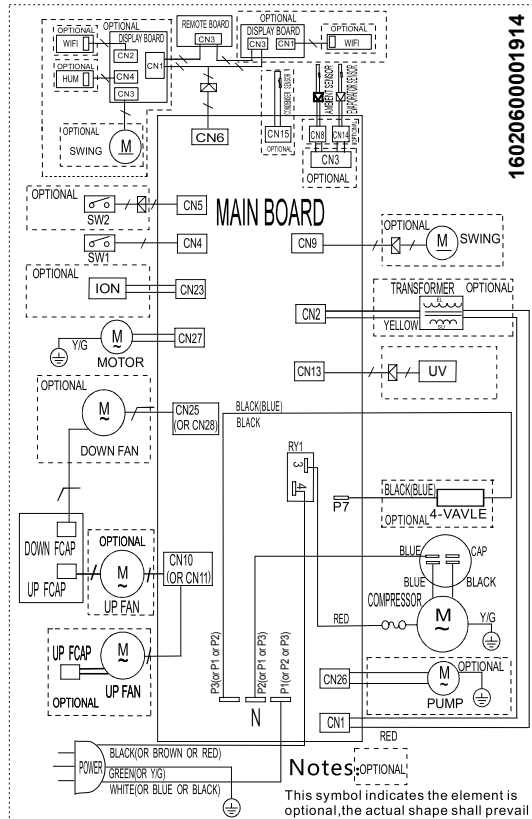 16020600001914
OPTIONAL
OPTIONAL
WIFI
DISPLAY BOARD
CN2
CN1
OPTIONAL
HUM
CN4
CN3
OPTIONAL
SWING
M
REMOTE BOARD
CN3
OPTIONAL
DISPLAY BOARD
CN3
CN1
OPTIONAL
WIFI
CN6
CONDENSER SENSOR
CN15
OPTIONAL
AMBIENT SENSOR
EVAPORATOR SENSOR
CN8
CN14
OPTIONAL
CN3
OPTIONAL
MAIN BOARD
OPTIONAL
SW2
CN5
SW1
CN4
OPTIONAL
ION
CN23
M
~
Y/G
MOTOR
CN27
OPTIONAL
M
~
DOWN FAN
CN25
(OR CN28)
DOWN FCAP
UP FCAP
OPTIONAL
M
~
UP FAN
CN10
(OR CN11)
UP FCAP
M
~
UP FAN
OPTIONAL
CN9
OPTIONAL
M
SWING
CN2
TRANSFORMER
OPTIONAL
YELLOW
CN13
UV
BLACK(BLUE)
BLACK
RY1
3
4
P7
BLACK(BLUE)
4-VAVLE
OPTIONAL
BLUE
CAP
BLUE
BLACK
COMPRESSOR
RED
M
~
Y/G
P3(or P1 or P2)
P2(or P1 or P3)
P1(or P2 or P3)
N
CN26
M
~
OPTIONAL
PUMP
CN1
RED
POWER
BLACK(OR BROWN OR RED)
GREEN(OR Y/G)
WHITE(OR BLUE OR BLACK)
Notes:
OPTIONAL
This symbol indicates the element is
optional,the actual shape shall prevail